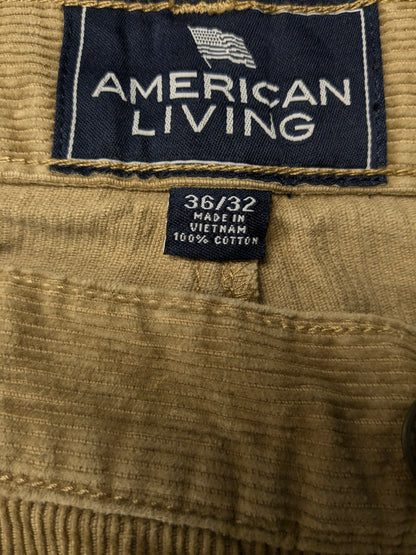 AMERICAN
LIVING
36/32
MADE IN
VIETNAM
100% COTTON